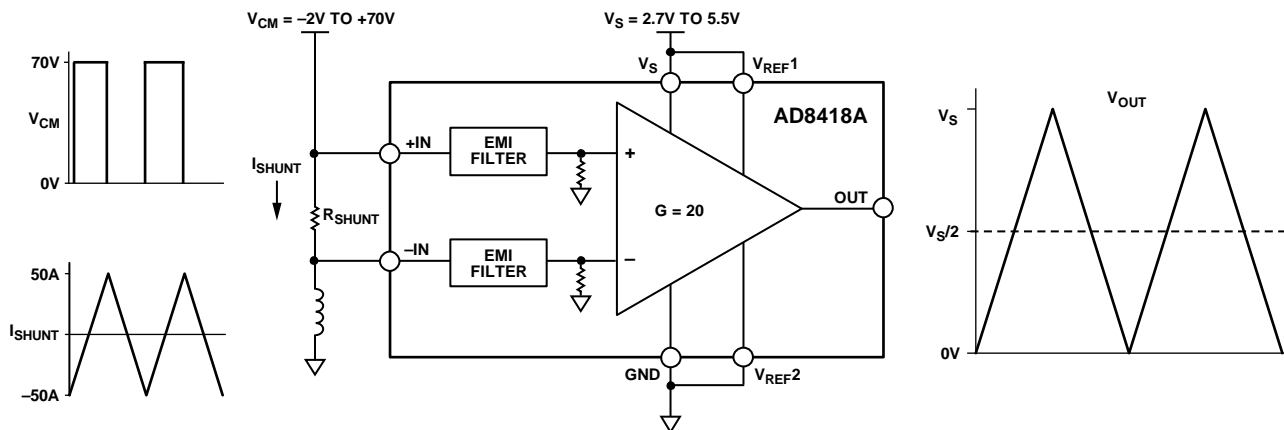 V_CM = –2V TO +70V
V_S = 2.7V TO 5.5V
70V
V_CM
0V
V_S
V_REF1
AD8418A
+IN
EMI
FILTER
+
I_SHUNT
R_SHUNT
G = 20
OUT
–IN
EMI
FILTER
–
50A
I_SHUNT
–50A
GND
V_REF2
V_OUT
V_S
V_S/2
0V